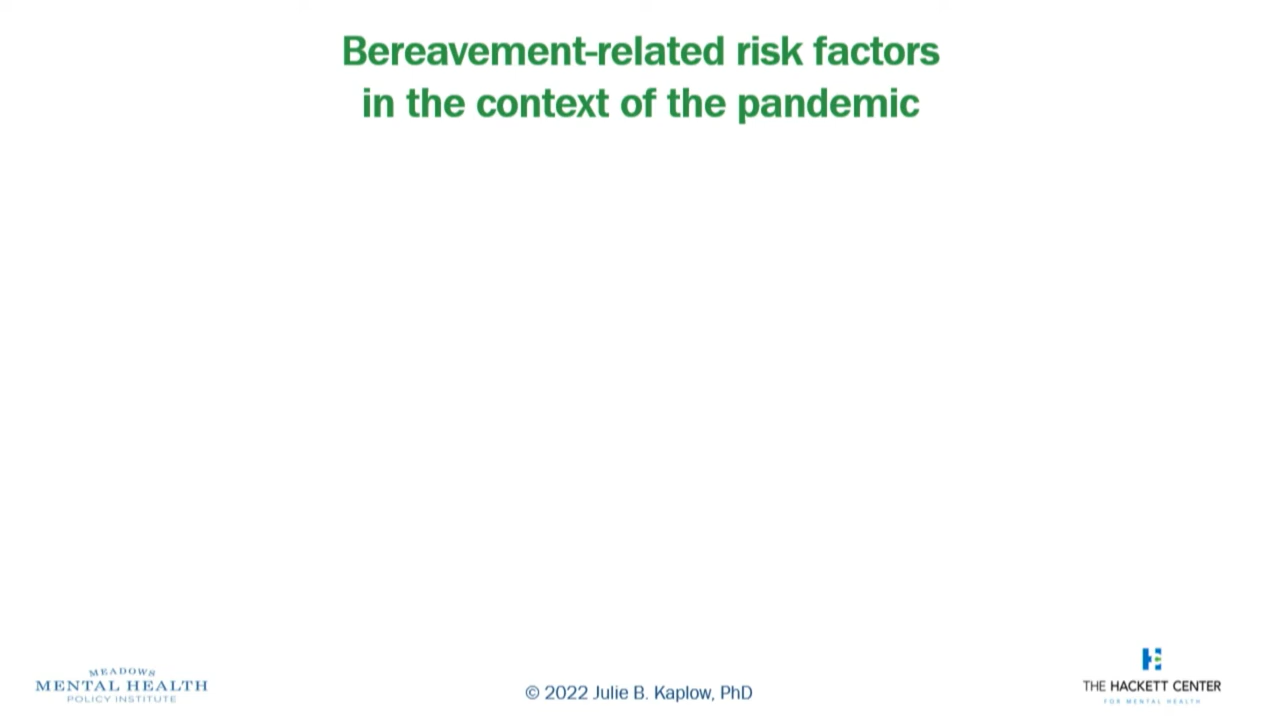 Bereavement-related risk factors
in the context of the pandemic
MEADOWS
MENTAL HEALTH
POLICY INSTITUTE
© 2022 Julie B. Kaplow, PhD
THE HACKETT CENTER
FOR MENTAL HEALTH